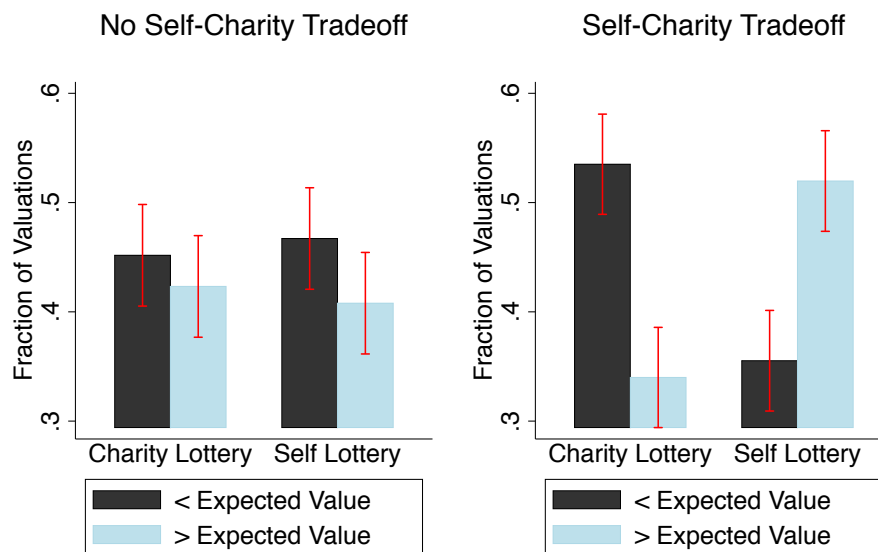 No Self-Charity Tradeoff
Fraction of Valuations
.6
.5
.4
.3
Charity Lottery Self Lottery
< Expected Value
> Expected Value
Self-Charity Tradeoff
Fraction of Valuations
.6
.5
.4
.3
Charity Lottery Self Lottery
< Expected Value
> Expected Value